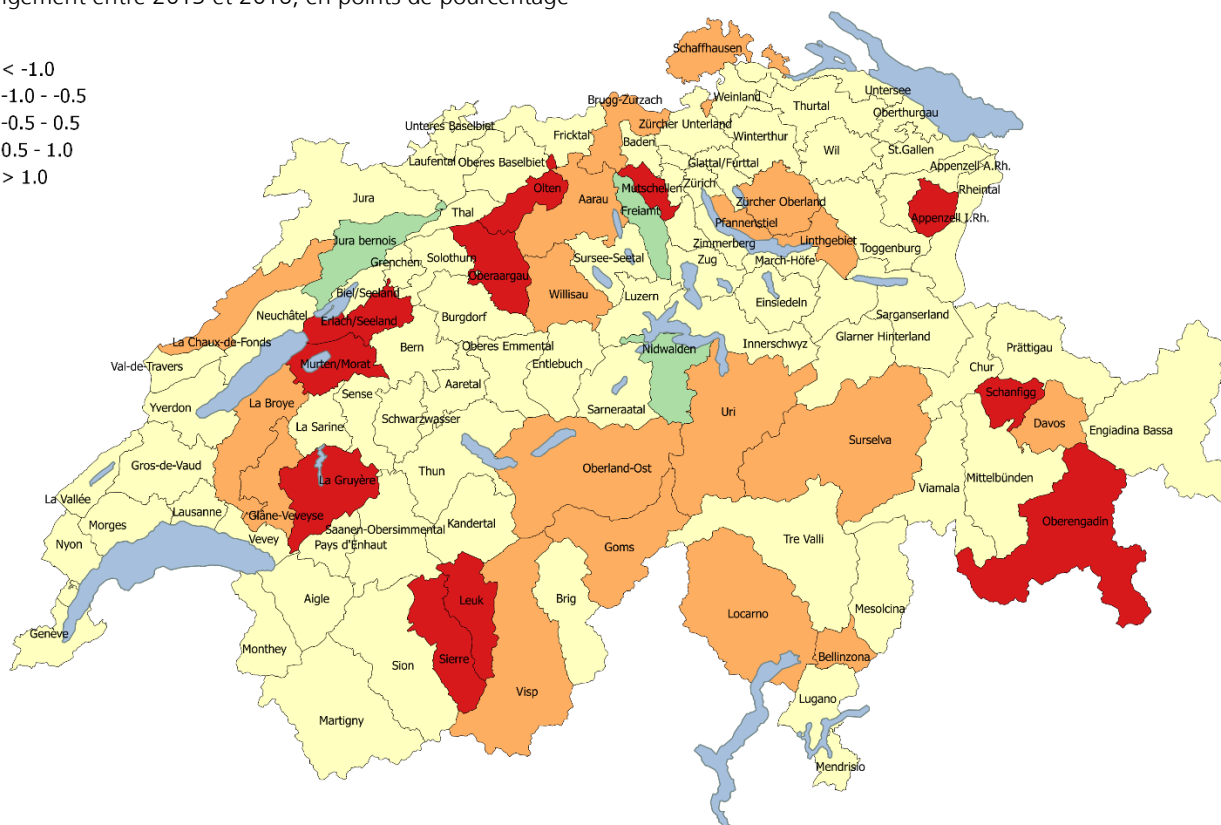 igement entre 2015 et 2016, en points de pourcentage
< -1.0
-1.0 - -0.5
-0.5 - 0.5
0.5 - 1.0
> 1.0
Schaffhausen
Untersee
Brugg-Zurzach
Weinland
Thurtal
Oberthurgau
Unteres Baselbiet
Zürcher Unterland
Fricktal
Winterthur
Baden
Wil
St.Gallen
Laufental
Oberes Baselbiet
Glattal/Furttal
Appenzell A.Rh.
Olten
Mutschellen
Zürich
Rheintal
Jura
Aarau
Zürcher Oberland
Thal
Freiamt
Appenzell I.Rh.
Pfannenstiel
Jura bernois
Zimmerberg
Linthgebiet
Toggenburg
Grenchen
Solothurn
Sursee-Seetal
Zug
March-Höfe
Oberaargau
Biel/Seeland
Willisau
Luzern
Einsiedeln
Neuchâtel
Erlach/Seeland
Burgdorf
Sarganserland
La Chaux-de-Fonds
Bern
Oberes Emmental
Nidwalden
Innerschwyz
Glarner Hinterland
Prättigau
Val-de-Travers
Murten/Morat
Entlebuch
Chur
Aaretal
Sense
Schanfigg
Yverdon
La Broye
Sarneraatal
Uri
La Sarine
Schwarzwasser
Davos
Engiadina Bassa
Surselva
Gros-de-Vaud
Thun
Oberland-Ost
La Gruyère
Mittelbünden
Viamala
La Vallée
Lausanne
Glâne-Veveyse
Morges
Saanen-Obersimmental
Kandertal
Oberengadin
Nyon
Vevey
Pays d'Enhaut
Goms
Tre Valli
Aigle
Leuk
Brig
Locarno
Mesolcina
Genève
Monthey
Sion
Sierre
Bellinzona
Visp
Lugano
Martigny
Mendrisio